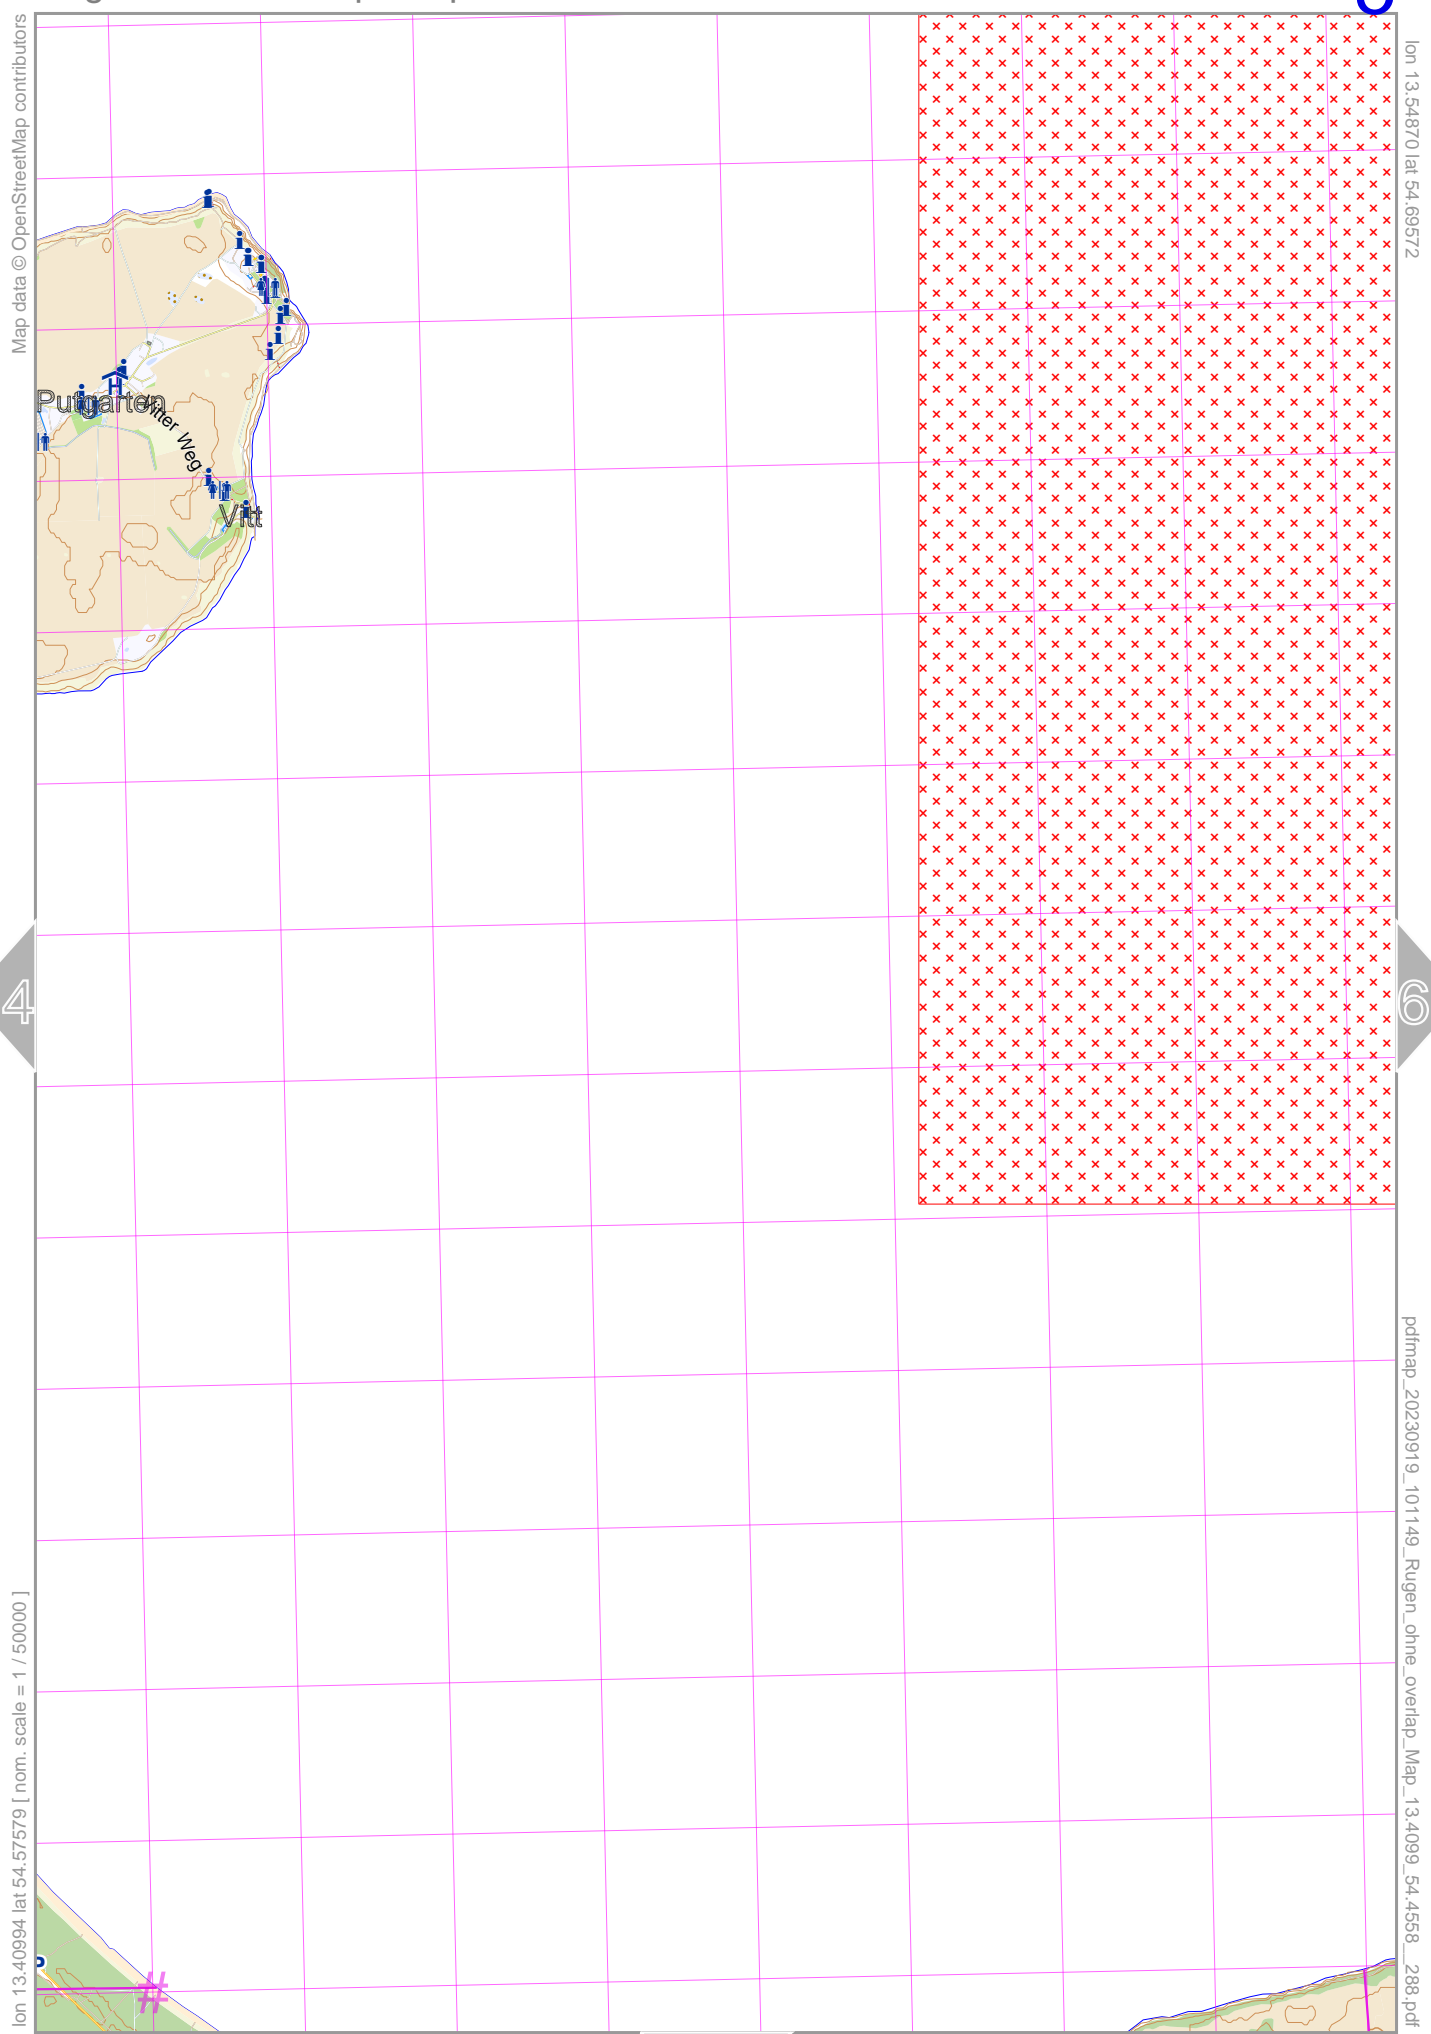 Map data © OpenStreetMap contributors
lon 13.54870 lat 54.69572
Putgarten
Vitter Weg
Vitt
4
6
#
lon 13.40994 lat 54.57579 [ nom. scale = 1 / 50000 ]
pdfmap_20230919_101149_Rugen_ohne_overlap_Map_13.4099_54.4558__288.pdf